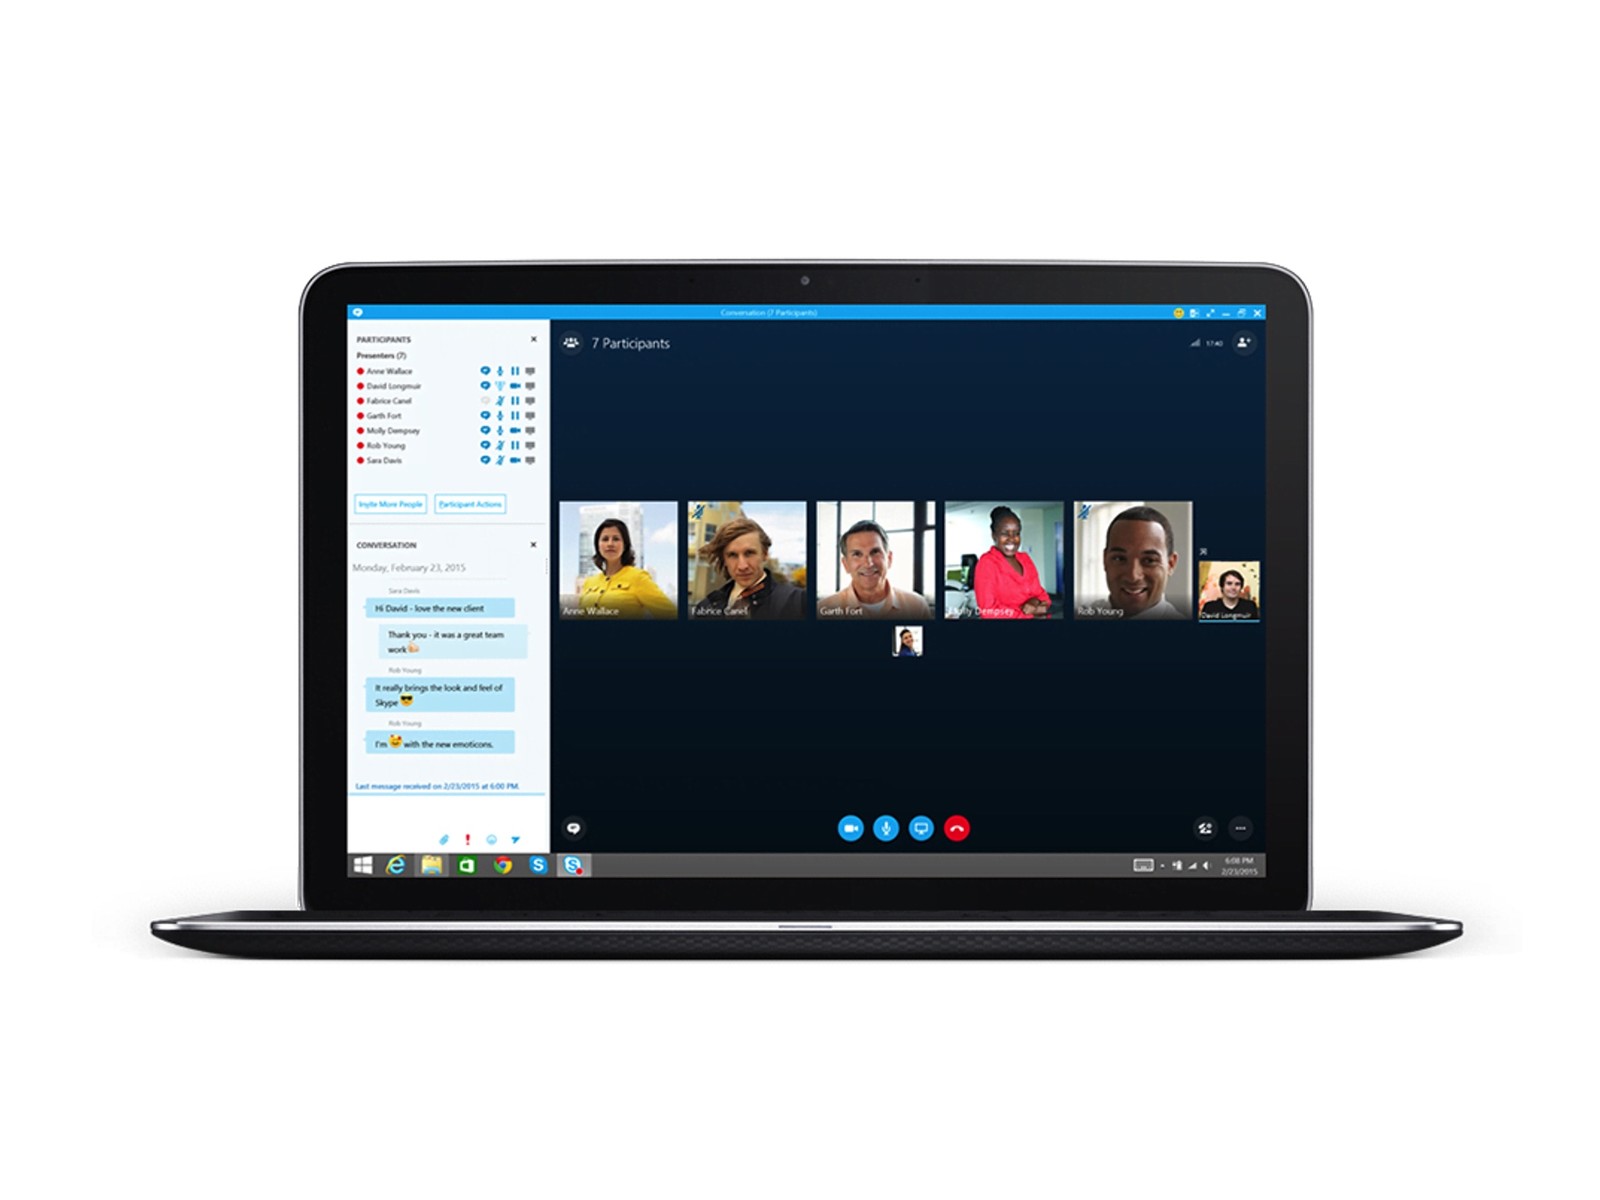 Conversation (7 Participants)
PARTICIPANTS
Presenters (7)
Anne Wallace
David Longmuir
Fabrice Canel
Garth Fort
Molly Dempsey
Rob Young
Sara Davis
Invite More People
Participant Actions
CONVERSATION
Monday, February 23, 2015
Sara Davis
Hi David - love the new client
Thank you - it was a great team
work
Rob Young
It really brings the look and feel of
Skype
Rob Young
I'm with the new emoticons.
Last message received on 2/23/2015 at 6:00 PM.
7 Participants
17:40
Anne Wallace
Fabrice Canel
Garth Fort
Molly Dempsey
Rob Young
David Longmuir
6:08 PM
2/23/2015